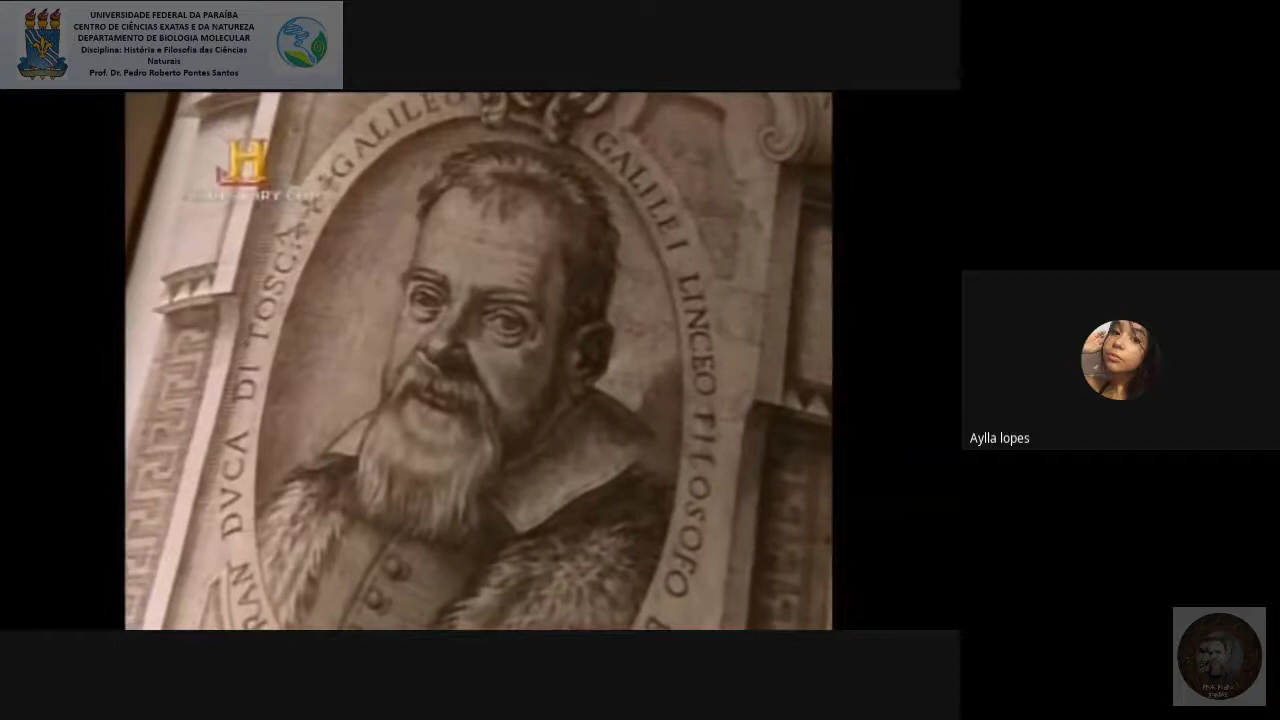 UNIVERSIDADE FEDERAL DA PARAÍBA
CENTRO DE CIÊNCIAS EXATAS E DA NATUREZA
DEPARTAMENTO DE BIOLOGIA MOLECULAR
Disciplina: História e Filosofia das Ciências
Naturais
Prof. Dr. Pedro Roberto Pontes Santos
H
GALILEO
GALILEI LINCEO FILOSOFO
RAN DVCA DI TOSCA
Aylla lopes